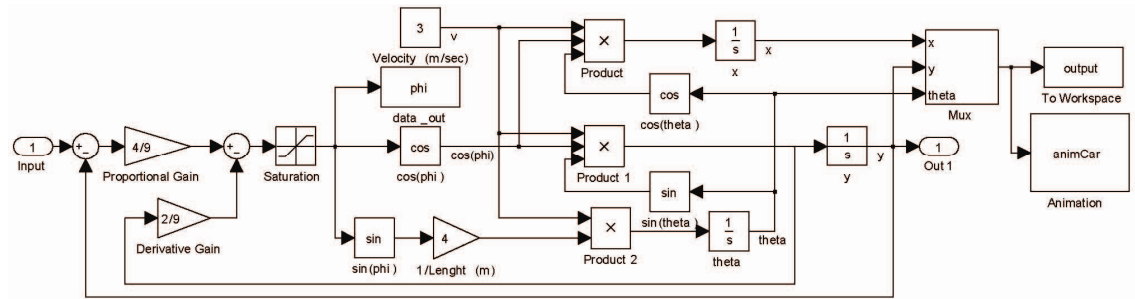 3
v
Velocity (m/sec)
phi
data _out
×
Product
1
s
x
x
x
y
theta
Mux
output
To Workspace
animCar
Animation
cos
cos(theta )
1
Input
+
−
4/9
Proportional Gain
+
−
Saturation
cos
cos(phi)
cos(phi )
×
Product 1
sin
sin(theta )
1
s
y
y
1
Out 1
2/9
Derivative Gain
sin
sin(phi )
4
1/Lenght (m)
×
Product 2
1
s
theta
theta